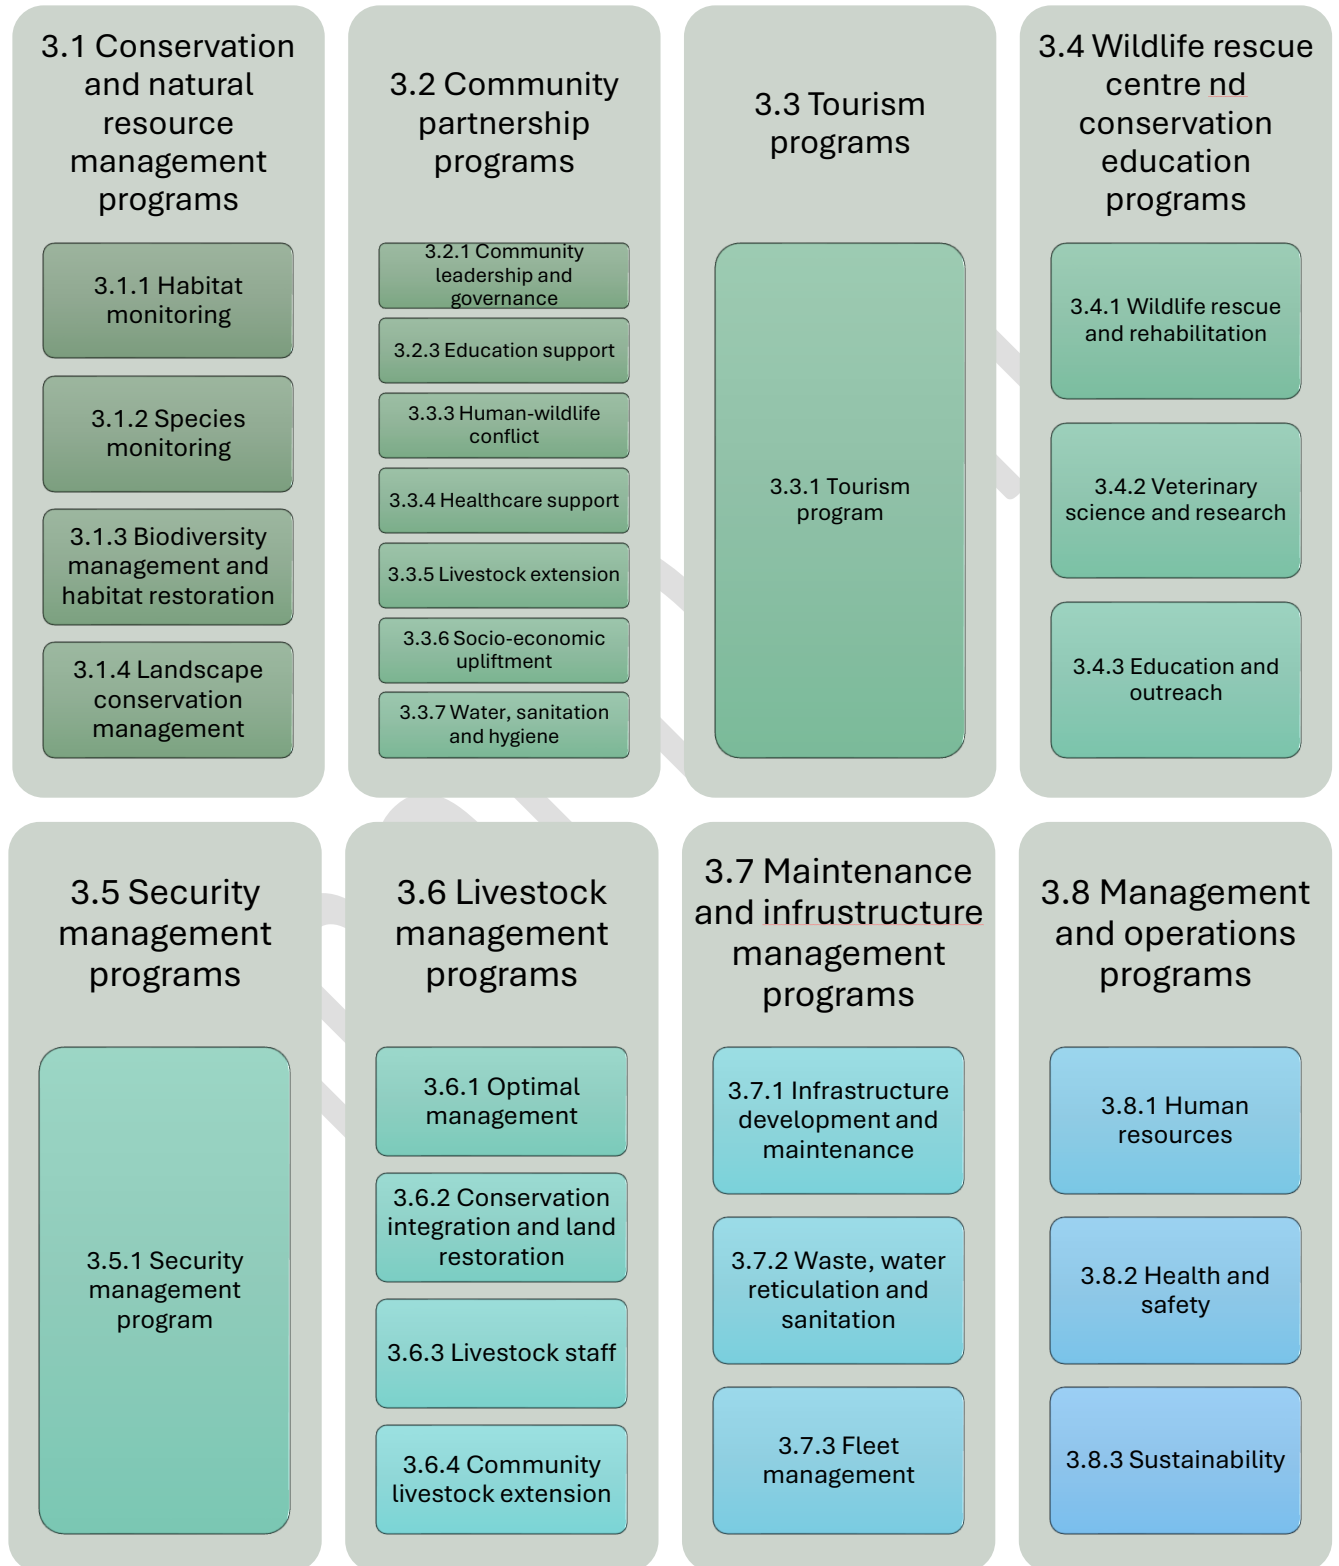 3.1 Conservation
and natural
resource
management
programs
3.1.1 Habitat
monitoring
3.1.2 Species
monitoring
3.1.3 Biodiversity
management and
habitat restoration
3.1.4 Landscape
conservation
management
3.2 Community
partnership
programs
3.2.1 Community
leadership and
governance
3.2.3 Education support
3.3.3 Human-wildlife
conflict
3.3.4 Healthcare support
3.3.5 Livestock extension
3.3.6 Socio-economic
upliftment
3.3.7 Water, sanitation
and hygiene
3.3 Tourism
programs
3.3.1 Tourism
program
3.4 Wildlife rescue
centre nd
conservation
education
programs
3.4.1 Wildlife rescue
and rehabilitation
3.4.2 Veterinary
science and research
3.4.3 Education and
outreach
3.5 Security
management
programs
3.5.1 Security
management
program
3.6 Livestock
management
programs
3.6.1 Optimal
management
3.6.2 Conservation
integration and land
restoration
3.6.3 Livestock staff
3.6.4 Community
livestock extension
3.7 Maintenance
and infrustructure
management
programs
3.7.1 Infrastructure
development and
maintenance
3.7.2 Waste, water
reticulation and
sanitation
3.7.3 Fleet
management
3.8 Management
and operations
programs
3.8.1 Human
resources
3.8.2 Health and
safety
3.8.3 Sustainability